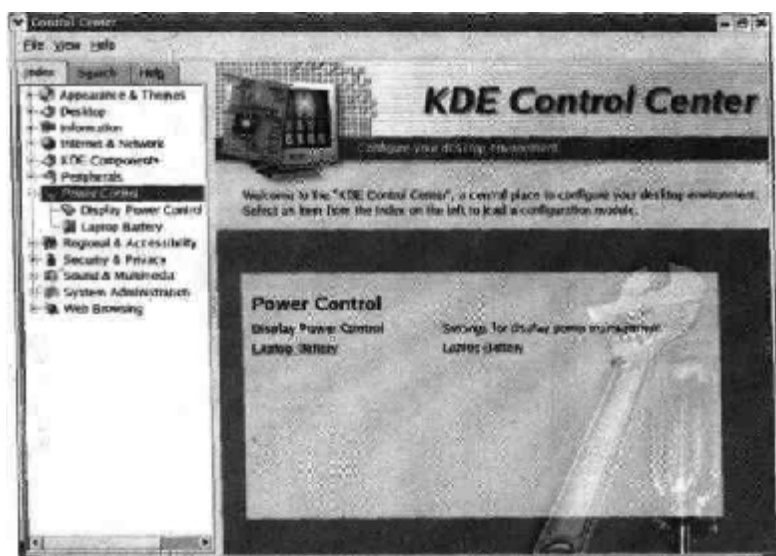 Control Center
File View Help
Index Search Help
Appearance & Themes
Desktop
Information
Internet & Network
KDE Components
Peripherals
Power Control
Display Power Control
Laptop Battery
Regional & Accessibility
Security & Privacy
Sound & Multimedia
System Administration
Web Browsing
KDE Control Center
Configure your desktop environment
Welcome to the "KDE Control Center", a central place to configure your desktop environment.
Select an item from the index on the left to load a configuration module.
Power Control
Display Power Control Settings for display power management
Laptop Battery Laptop Battery